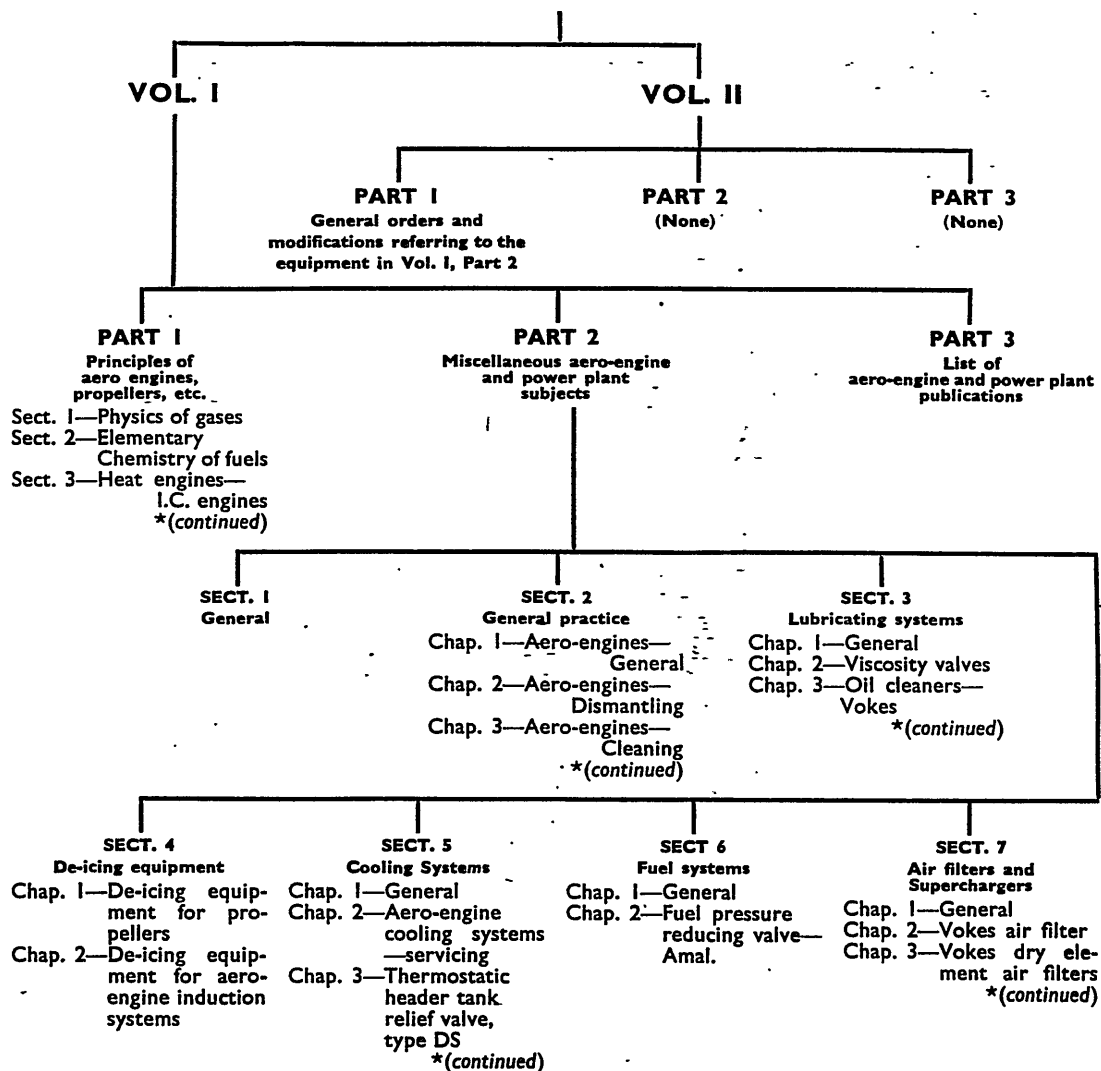 VOL. I
VOL. II
PART I
General orders and
modifications referring to the
equipment in Vol. I, Part 2
PART 2
(None)
PART 3
(None)
PART I
Principles of
aero engines,
propellers, etc.
Sect. I—Physics of gases
Sect. 2—Elementary
Chemistry of fuels
Sect. 3—Heat engines—
I.C. engines
*(continued)
PART 2
Miscellaneous aero-engine
and power plant
subjects
PART 3
List of
aero-engine and power plant
publications
SECT. I
General
SECT. 2
General practice
Chap. I—Aero-engines—
General
Chap. 2—Aero-engines—
Dismantling
Chap. 3—Aero-engines—
Cleaning
*(continued)
SECT. 3
Lubricating systems
Chap. I—General
Chap. 2—Viscosity valves
Chap. 3—Oil cleaners—
Vokes
*(continued)
SECT. 4
De-icing equipment
Chap. I—De-icing equip-
ment for pro-
pellers
Chap. 2—De-icing equip-
ment for aero-
engine induction
systems
SECT. 5
Cooling Systems
Chap. I—General
Chap. 2—Aero-engine
cooling systems
—servicing
Chap. 3—Thermostatic
header tank
relief valve,
type DS
*(continued)
SECT 6
Fuel systems
Chap. I—General
Chap. 2—Fuel pressure
reducing valve—
Amal.
SECT. 7
Air filters and
Superchargers
Chap. I—General
Chap. 2—Vokes air filter
Chap. 3—Vokes dry ele-
ment air filters
*(continued)